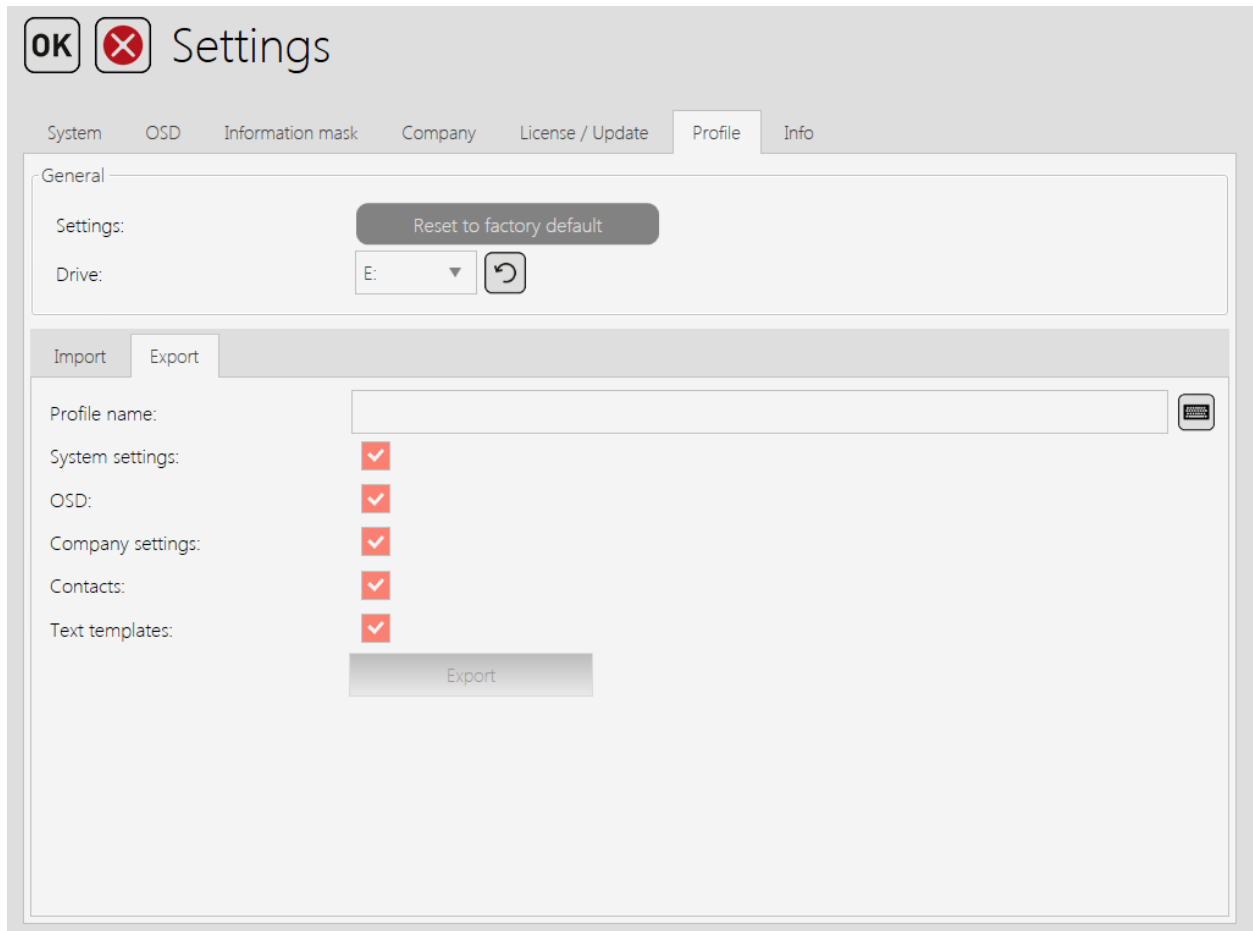 OK Settings
System OSD Information mask Company License / Update Profile Info
General
Settings: Reset to factory default
Drive: E:
Import Export
Profile name:
System settings:
OSD:
Company settings:
Contacts:
Text templates:
Export